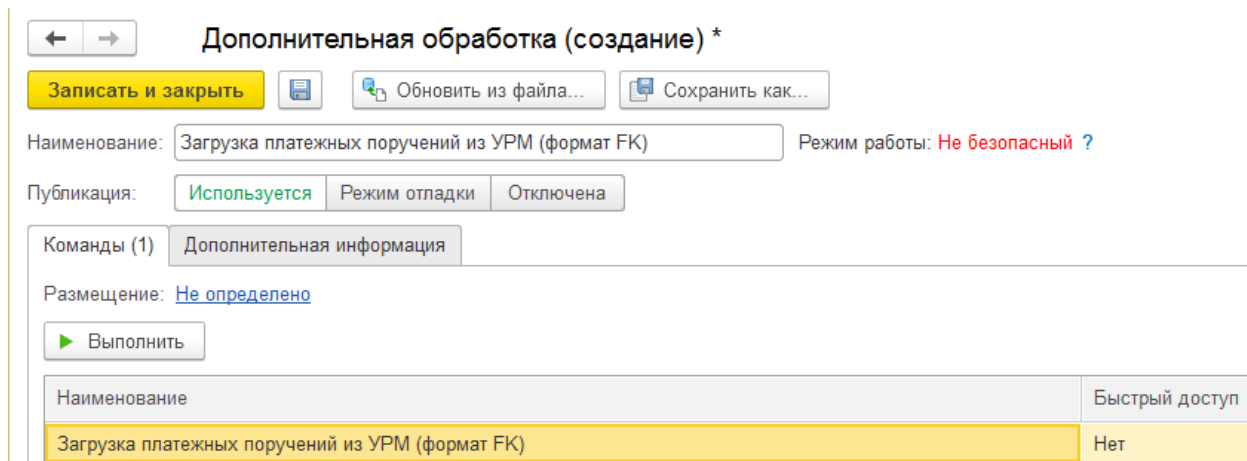 Дополнительная обработка (создание) *
Записать и закрыть Обновить из файла... Сохранить как...
Наименование: Загрузка платежных поручений из УРМ (формат FK) Режим работы: Не безопасный ?
Публикация: Используется Режим отладки Отключена
Команды (1) Дополнительная информация
Размещение: Не определено
Выполнить
Наименование Быстрый доступ
Загрузка платежных поручений из УРМ (формат FK) Нет